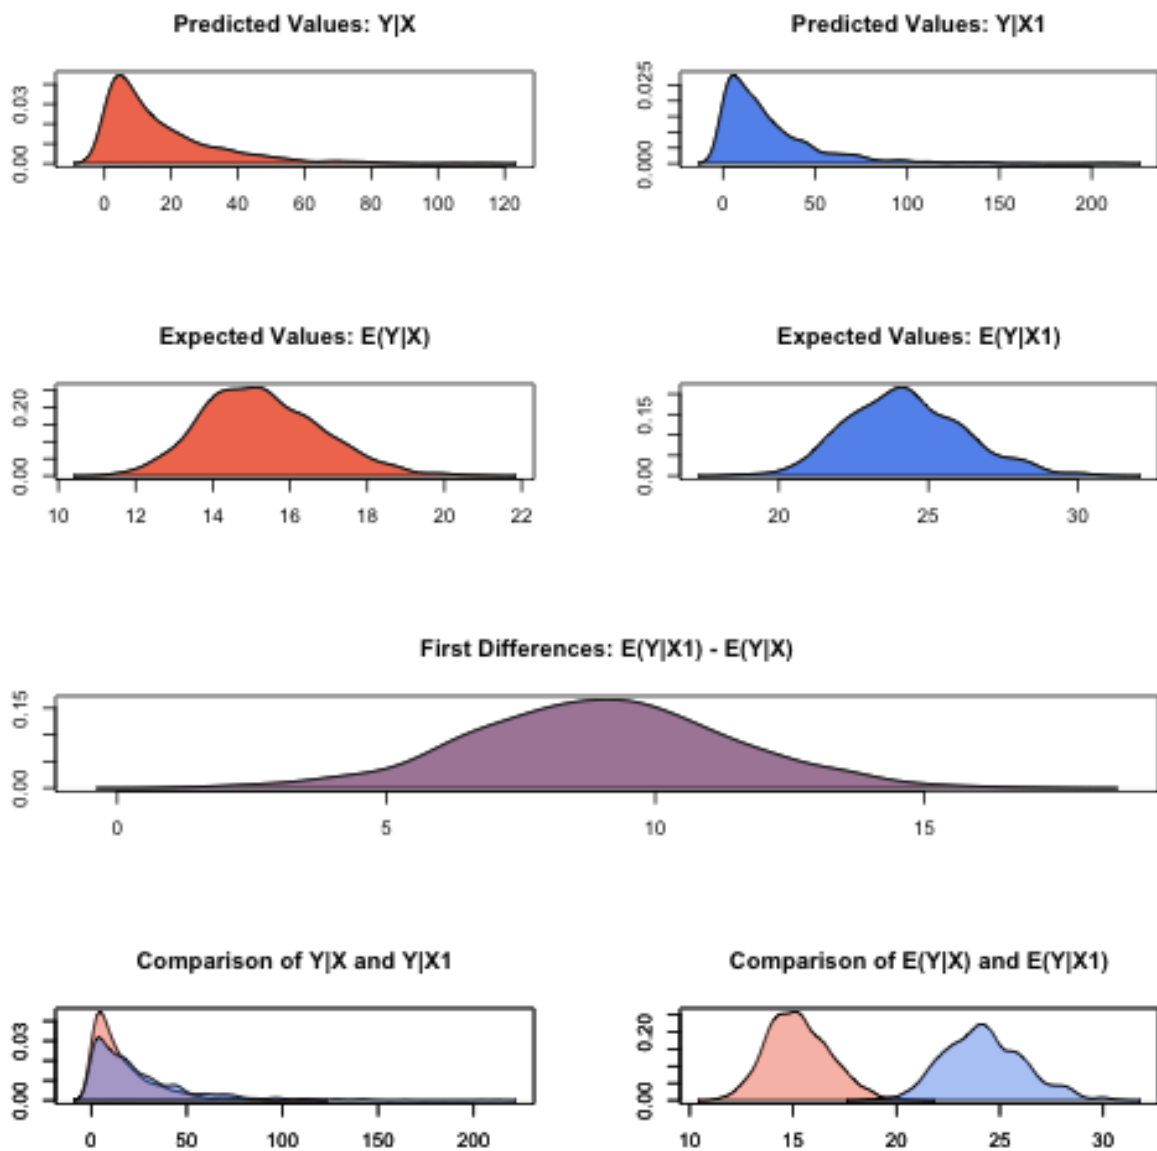 Predicted Values: Y|X
0.00 0.03
0 20 40 60 80 100 120
Predicted Values: Y|X1
0.000 0.025
0 50 100 150 200
Expected Values: E(Y|X)
0.00 0.20
10 12 14 16 18 20 22
Expected Values: E(Y|X1)
0.00 0.15
20 25 30
First Differences: E(Y|X1) - E(Y|X)
0.00 0.15
0 5 10 15
Comparison of Y|X and Y|X1
0.00 0.03
0 50 100 150 200
Comparison of E(Y|X) and E(Y|X1)
0.00 0.20
10 15 20 25 30